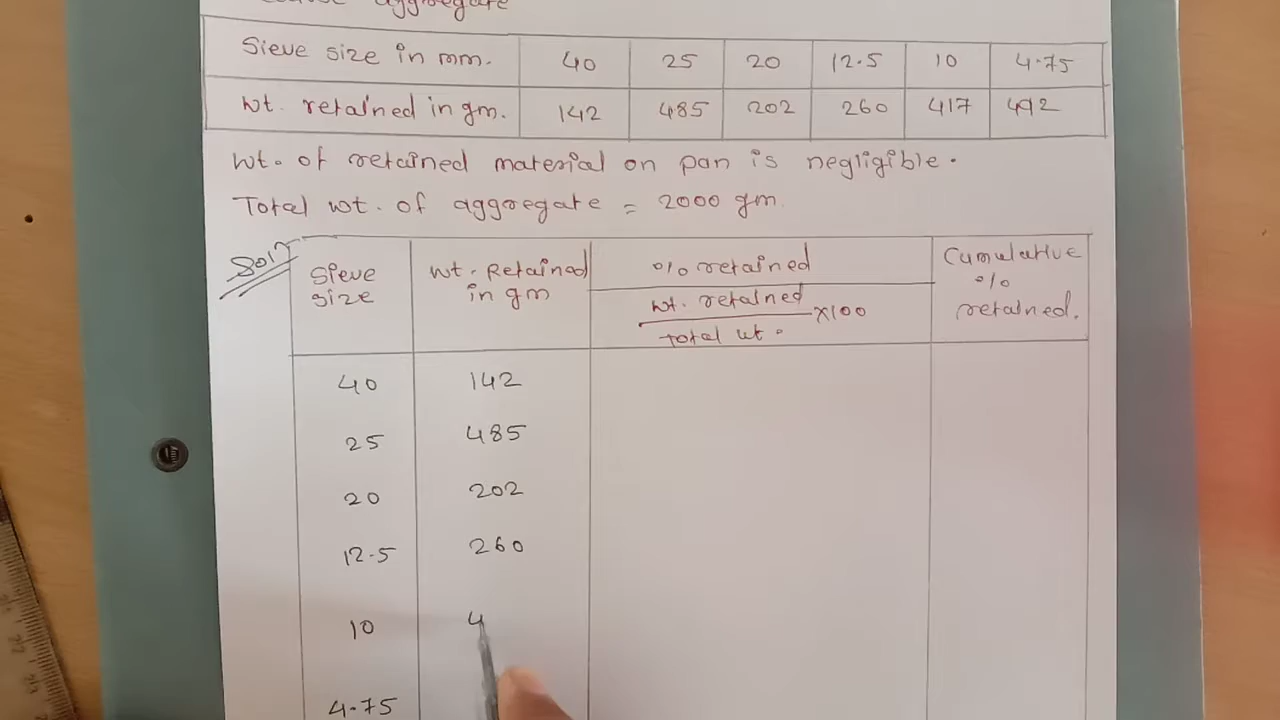 aggregate
Sieve size in mm. 40 25 20 12.5 10 4.75
Wt. retained in gm. 142 485 202 260 417 492
Wt. of retained material on pan is negligible.
Total wt. of aggregate = 2000 gm.
Soln
Sieve size Wt. Retained in gm % retained Cumulative % retained.
Wt. retained / Total wt. ×100
40 142
25 485
20 202
12.5 260
10 4
4.75